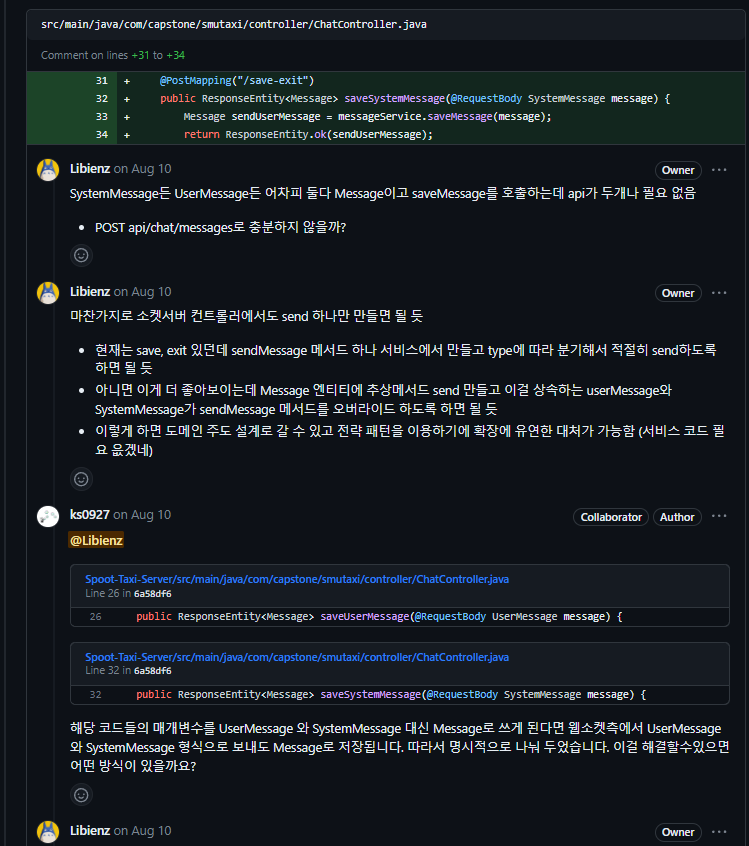 src/main/java/com/capstone/smutaxi/controller/ChatController.java
Comment on lines +31 to +34
31 + @PostMapping("/save-exit")
32 + public ResponseEntity<Message> saveSystemMessage(@RequestBody SystemMessage message) {
33 + Message sendUserMessage = messageService.saveMessage(message);
34 + return ResponseEntity.ok(sendUserMessage);
Libienz on Aug 10 Owner ...
SystemMessage든 UserMessage든 어차피 둘다 Message이고 saveMessage를 호출하는데 api가 두개나 필요 없음
• POST api/chat/messages로 충분하지 않을까?
Libienz on Aug 10 Owner ...
마찬가지로 소켓서버 컨트롤러에서도 send 하나만 만들면 될 듯
• 현재는 save, exit 있던데 sendMessage 메서드 하나 서비스에서 만들고 type에 따라 분기해서 적절히 send하도록
하면 될 듯
• 아니면 이게 더 좋아보이는데 Message 엔티티에 추상메서드 send 만들고 이걸 상속하는 userMessage와
SystemMessage가 sendMessage 메서드를 오버라이드 하도록 하면 될 듯
• 이렇게 하면 도메인 주도 설계로 갈 수 있고 전략 패턴을 이용하기에 확장에 유연한 대처가 가능함 (서비스 코드 필
요 읎겠네)
ks0927 on Aug 10 Collaborator Author ...
@Libienz
Spoot-Taxi-Server/src/main/java/com/capstone/smutaxi/controller/ChatController.java
Line 26 in 6a58df6
26 public ResponseEntity<Message> saveUserMessage(@RequestBody UserMessage message) {
Spoot-Taxi-Server/src/main/java/com/capstone/smutaxi/controller/ChatController.java
Line 32 in 6a58df6
32 public ResponseEntity<Message> saveSystemMessage(@RequestBody SystemMessage message) {
해당 코드들의 매개변수를 UserMessage 와 SystemMessage 대신 Message로 쓰게 된다면 웹소켓측에서 UserMessage
와 SystemMessage 형식으로 보내도 Message로 저장됩니다. 따라서 명시적으로 나눠 두었습니다. 이걸 해결할수있으면
어떤 방식이 있을까요?
Libienz on Aug 10 Owner ...